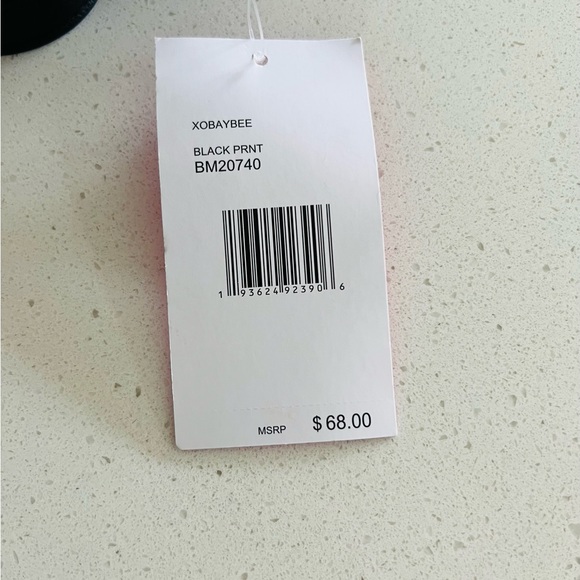 XOBAYBEE
BLACK PRNT
BM20740
1 93624 92390 6
MSRP $68.00